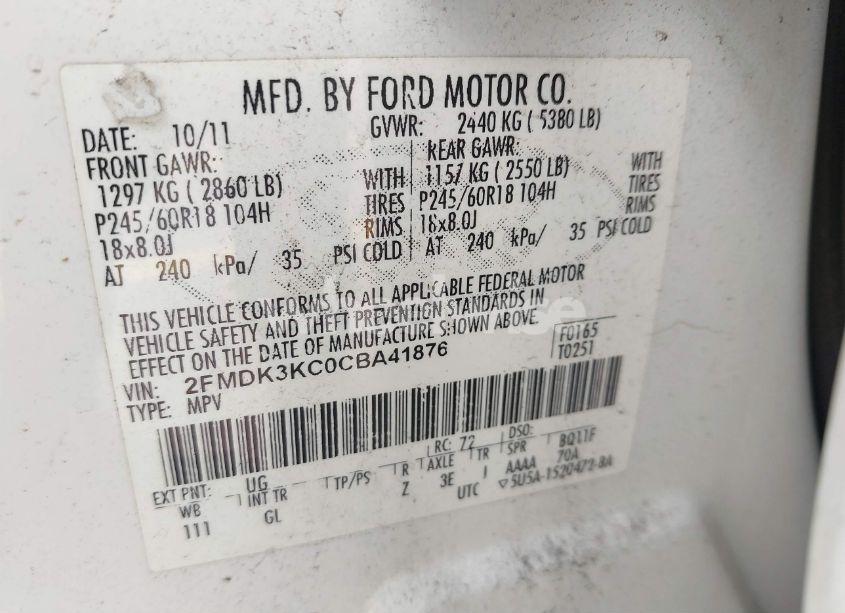 MFD. BY FORD MOTOR CO.
DATE: 10/11 GVWR: 2440 KG ( 5380 LB)
FRONT GAWR: REAR GAWR:
1297 KG ( 2860 LB) WITH 1157 KG ( 2550 LB) WITH
P245/60R18 104H TIRES P245/60R18 104H TIRES
18x8.0J RIMS 18x8.0J RIMS
AT 240 kPa/ 35 PSI COLD AT 240 kPa/ 35 PSI COLD
THIS VEHICLE CONFORMS TO ALL APPLICABLE FEDERAL MOTOR
VEHICLE SAFETY AND THEFT PREVENTION STANDARDS IN
EFFECT ON THE DATE OF MANUFACTURE SHOWN ABOVE.
VIN: 2FMDK3KC0CBA41876 F0165
TYPE: MPV T0251
EXT PNT: UG RC: 72 DSO: BQ11F
WB INT TR TP/PS R AXLE TR SPR 70A
111 GL Z 3E I AAAA
UTC ▽5U5A-1520472-BA